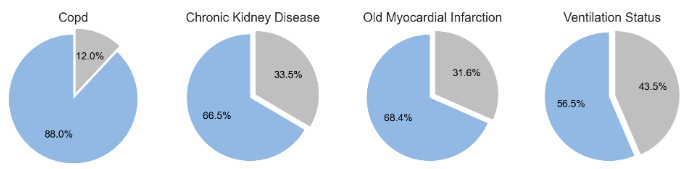 Copd
12.0%
88.0%
Chronic Kidney Disease
33.5%
66.5%
Old Myocardial Infarction
31.6%
68.4%
Ventilation Status
43.5%
56.5%